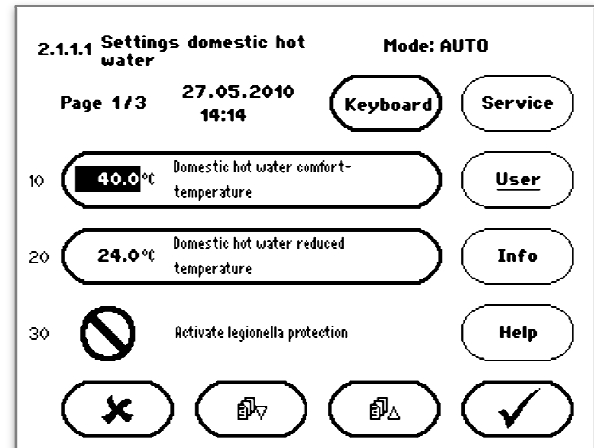 2.1.1.1 Settings domestic hot water
Mode: AUTO
Page 1/3
27.05.2010
14:14
Keyboard
Service
10
40.0°C
Domestic hot water comfort-
temperature
User
20
24.0°C
Domestic hot water reduced
temperature
Info
30
Activate legionella protection
Help